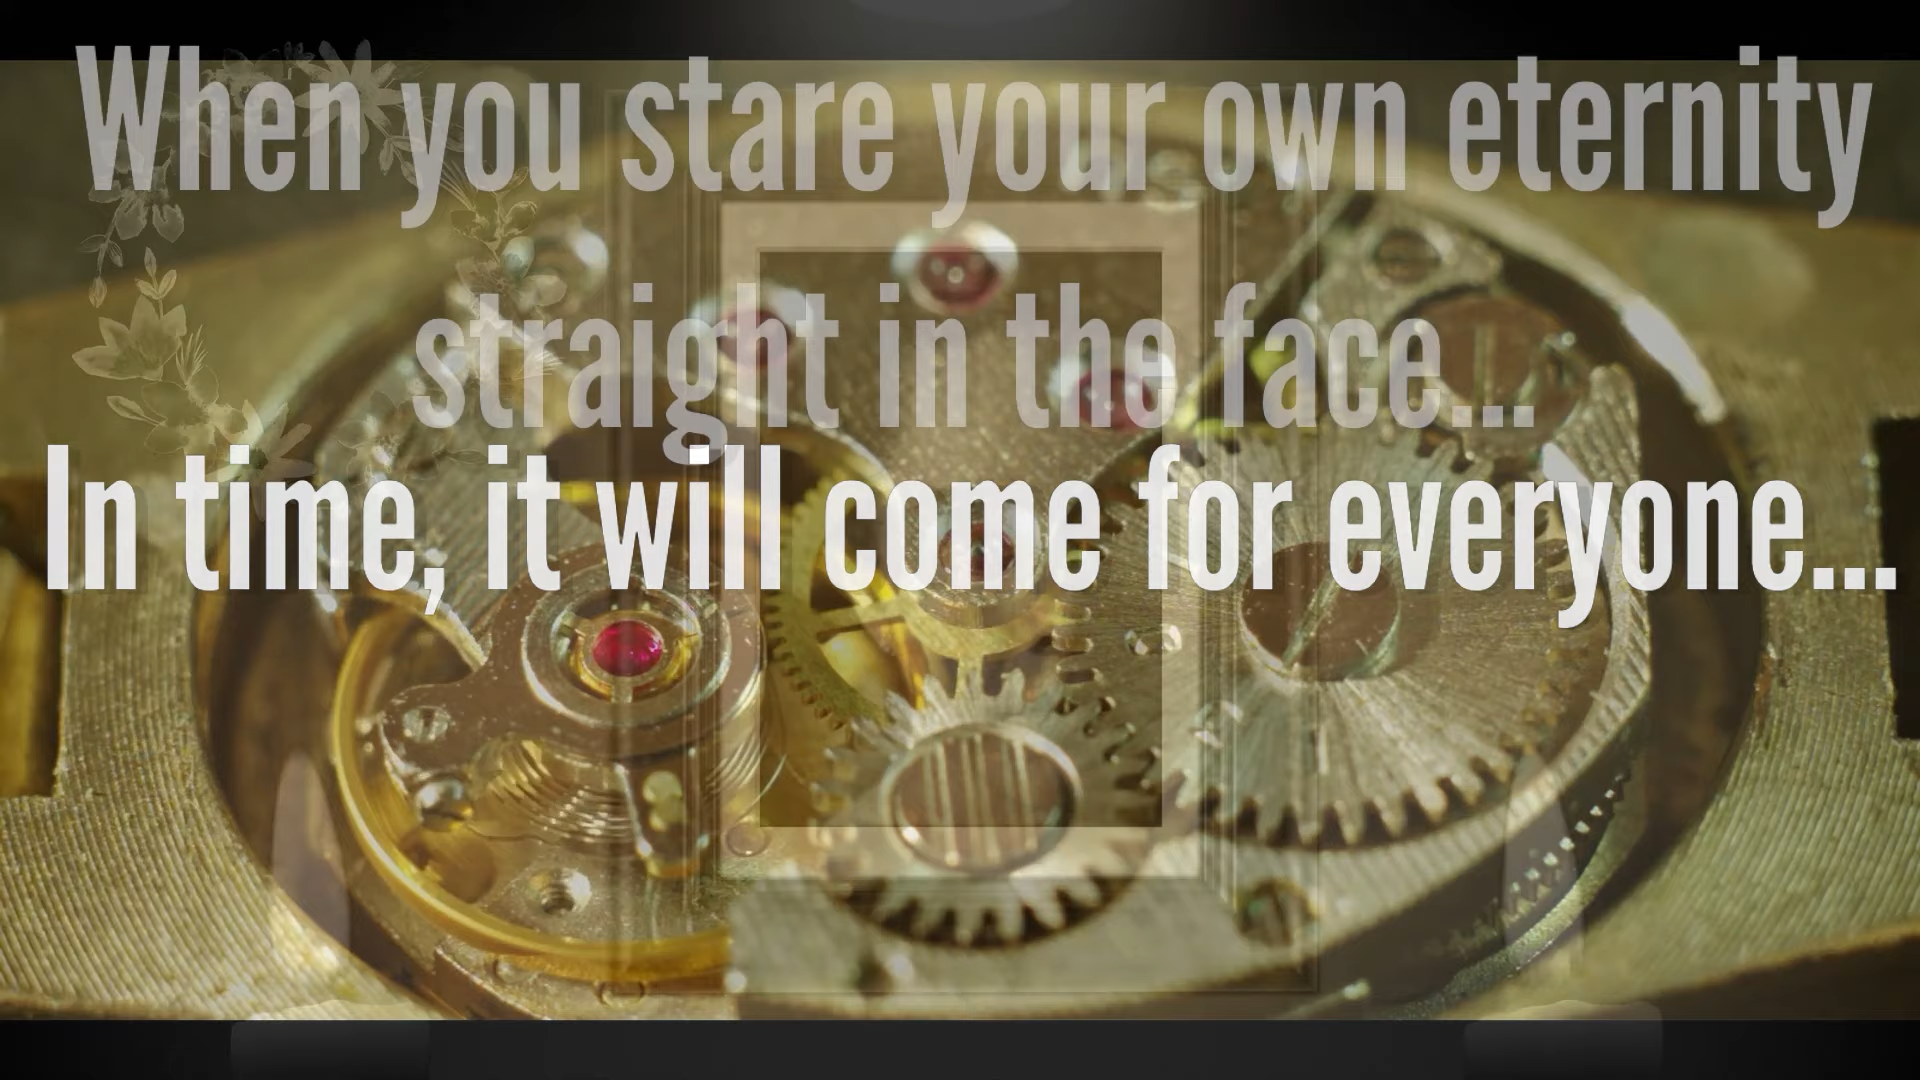 When you stare your own eternity
straight in the face...
In time, it will come for everyone...